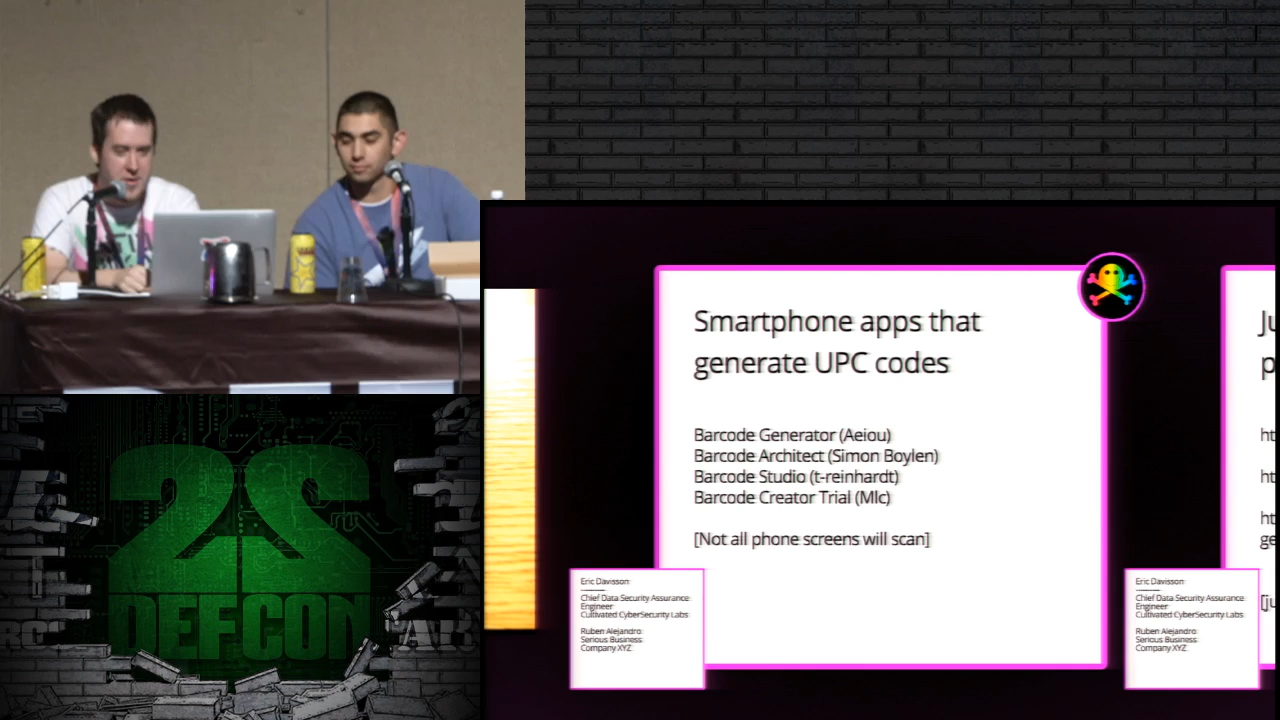 Smartphone apps that
generate UPC codes
Barcode Generator (Aeiou)
Barcode Architect (Simon Boylen)
Barcode Studio (t-reinhardt)
Barcode Creator Trial (Mlc)
[Not all phone screens will scan]
Eric Davisson
Chief Data Security Assurance
Engineer
Cultivated CyberSecurity Labs
Ruben Alejandro
Serious Business
Company XYZ
Eric Davisson
Chief Data Security Assurance
Engineer
Cultivated CyberSecurity Labs
Ruben Alejandro
Serious Business
Company XYZ
22
DEFCON